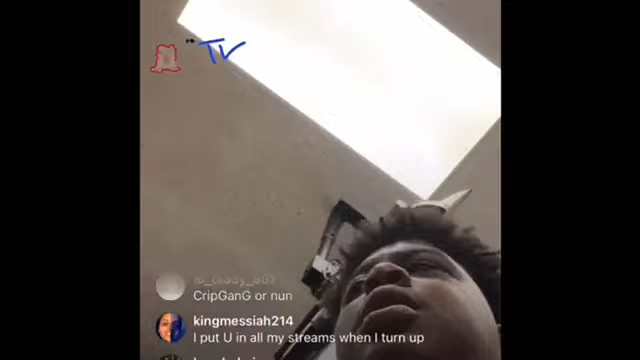 TV
CripGanG or nun
kingmessiah214
I put U in all my streams when I turn up